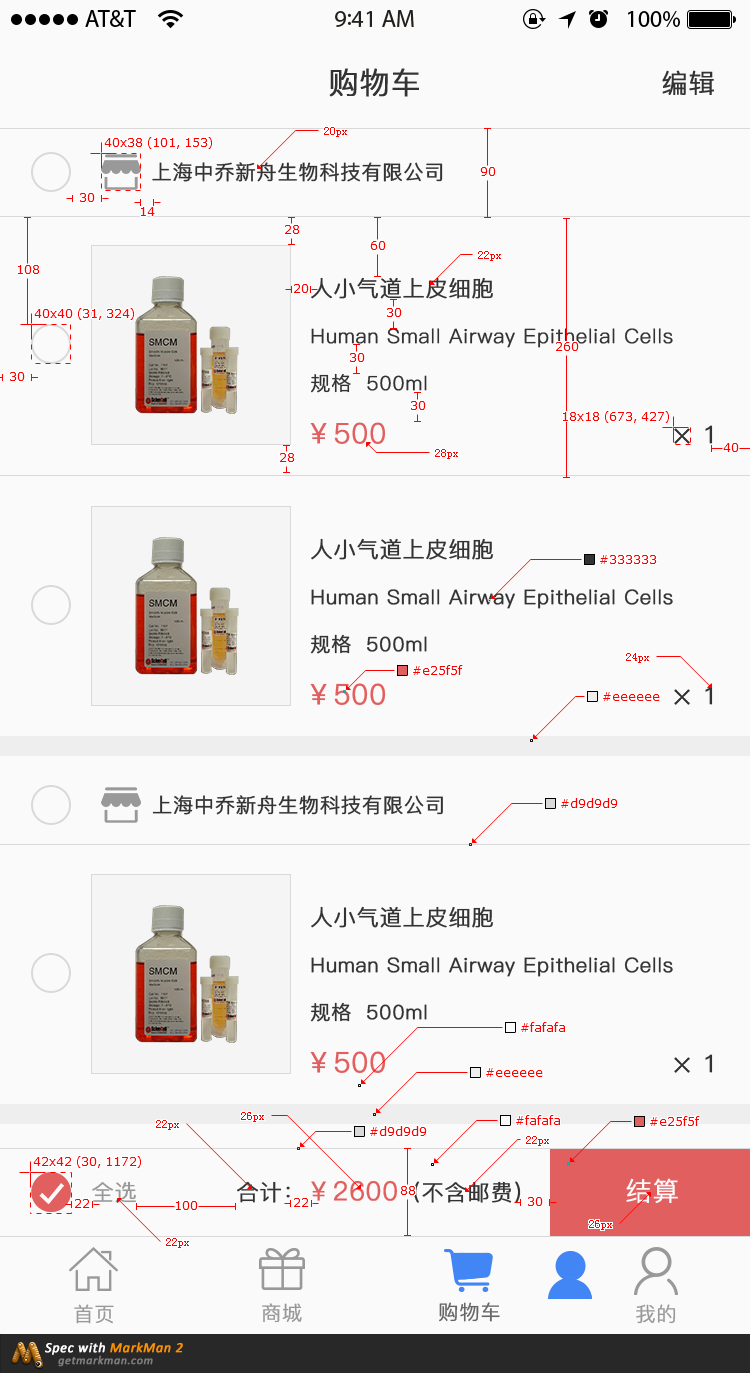 AT&T 9:41 AM 100%
购物车 编辑
40x38 (101, 153) 20px
上海中乔新舟生物科技有限公司 90
30 14
28 60
108 20 22px
人小气道上皮细胞
40x40 (31, 324) 30
SMCM
Human Small Airway Epithelial Cells
260
30 30
规格 500ml
30
18x18 (673, 427)
¥500 × 1
28 28px 40
人小气道上皮细胞
#333333
SMCM
Human Small Airway Epithelial Cells
规格 500ml
24px
#e25f5f
¥500 #eeeeee × 1
上海中乔新舟生物科技有限公司 #d9d9d9
人小气道上皮细胞
SMCM
Human Small Airway Epithelial Cells
规格 500ml
#fafafa
¥500 × 1
#eeeeee
22px 26px #d9d9d9 #fafafa #e25f5f
22px
42x42 (30, 1172)
全选 合计: ¥2600 88 (不含邮费) 结算
22 100 22 30
26px
22px
首页 商城 购物车 我的
Spec with MarkMan 2
getmarkman.com